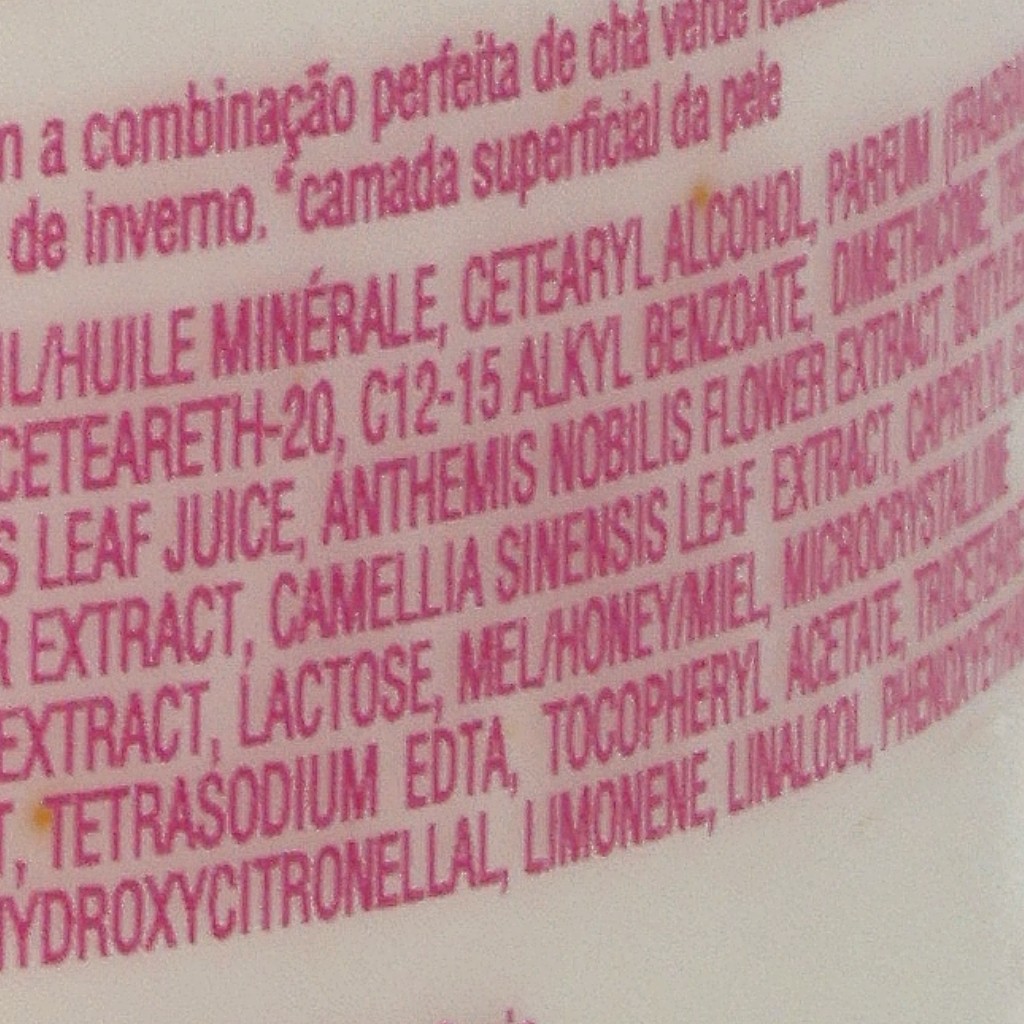 a combinação perfeita de chá verde
de inverno. *camada superficial da pele
IL/HUILE MINÉRALE, CETEARYL ALCOHOL, PARFUM
CETEARETH-20, C12-15 ALKYL BENZOATE, DIMETHICONE,
S LEAF JUICE, ANTHEMIS NOBILIS FLOWER EXTRACT,
R EXTRACT, CAMELLIA SINENSIS LEAF EXTRACT, CAPRYLYL
EXTRACT, LACTOSE, MEL/HONEY/MIEL, MICROCRYSTALLINE
T, TETRASODIUM EDTA, TOCOPHERYL ACETATE,
YDROXYCITRONELLAL, LIMONENE, LINALOOL,